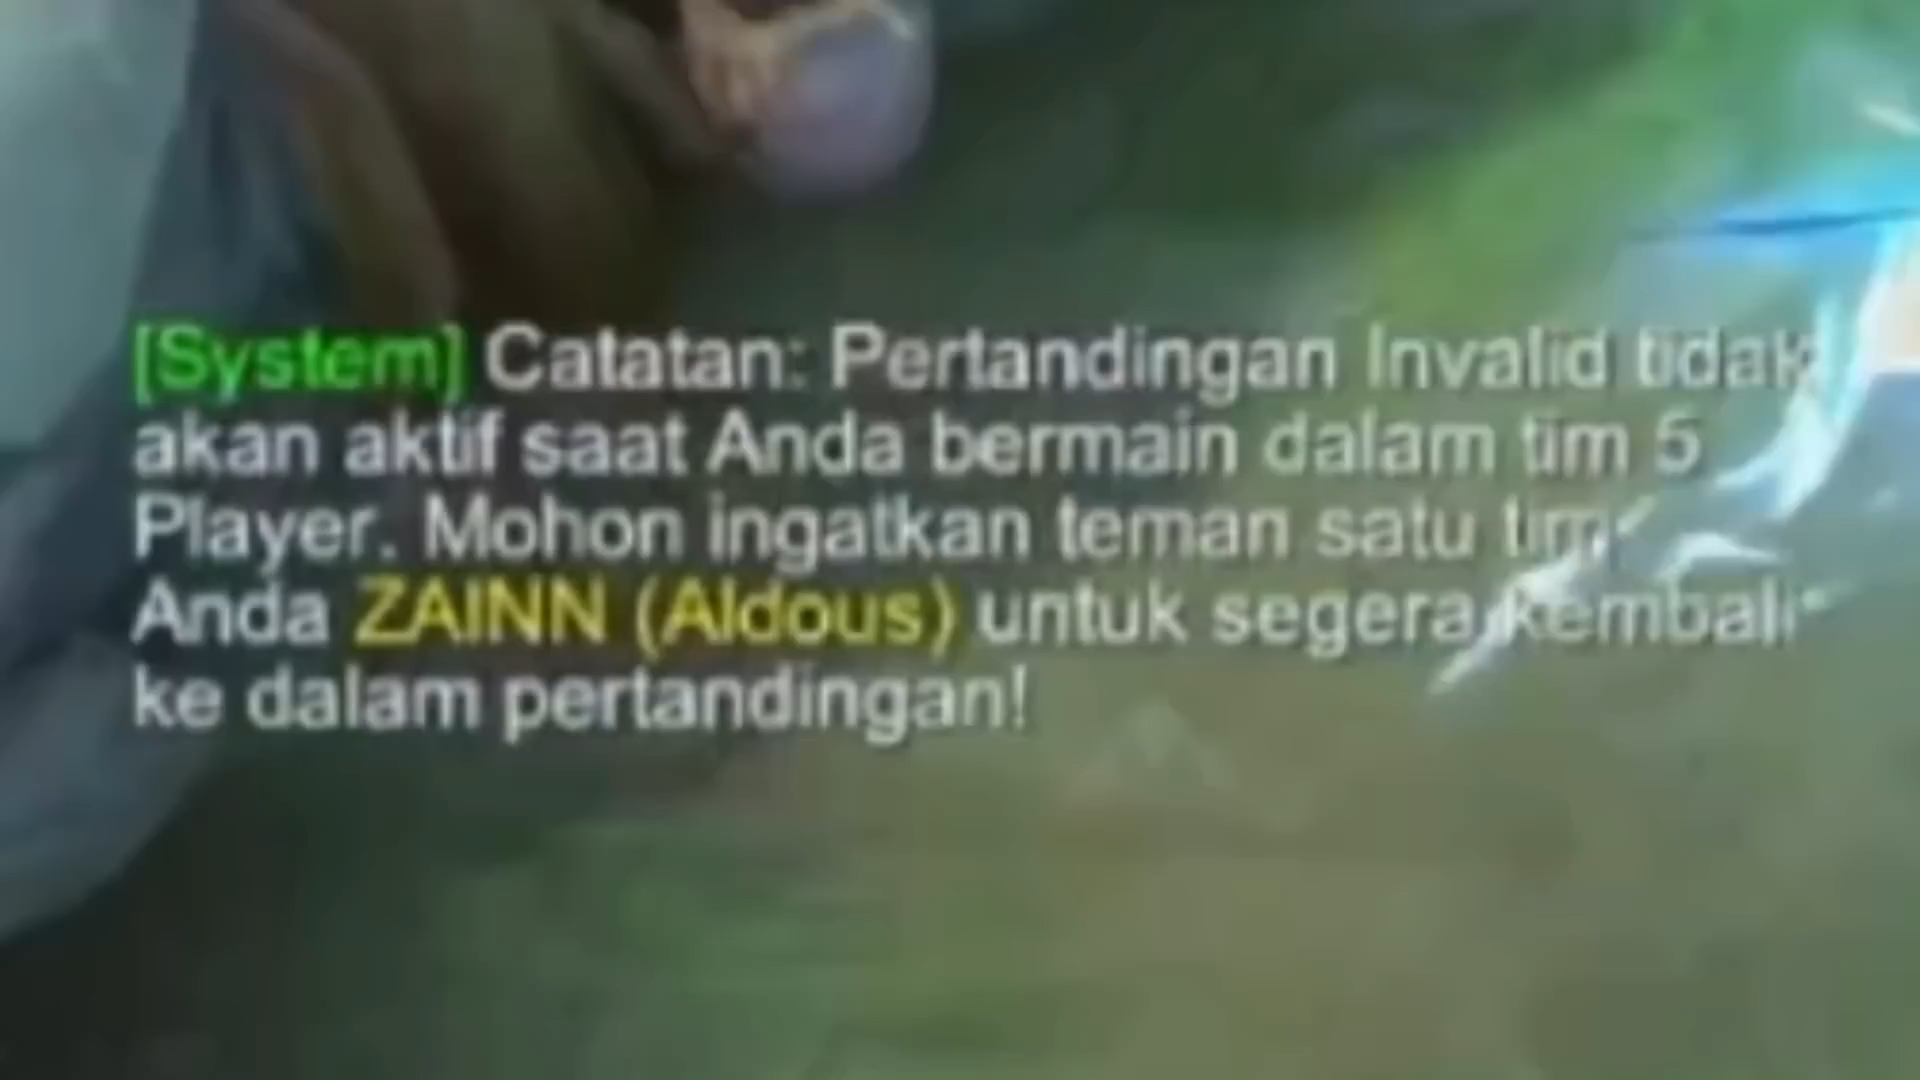 [System] Catatan: Pertandingan Invalid tidak
akan aktif saat Anda bermain dalam tim 5
Player. Mohon ingatkan teman satu tim
Anda ZAINN (Aldous) untuk segera kembali
ke dalam pertandingan!